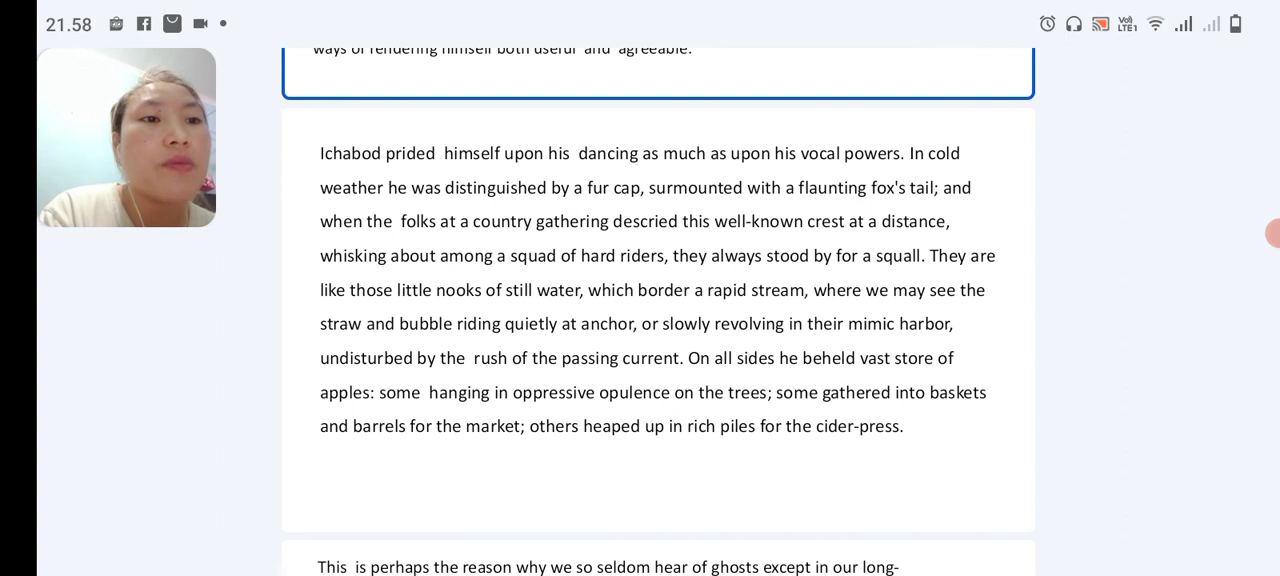 21.58
VoLTE1
ways of rendering himself both useful and agreeable.
Ichabod prided himself upon his dancing as much as upon his vocal powers. In cold
weather he was distinguished by a fur cap, surmounted with a flaunting fox's tail; and
when the folks at a country gathering descried this well-known crest at a distance,
whisking about among a squad of hard riders, they always stood by for a squall. They are
like those little nooks of still water, which border a rapid stream, where we may see the
straw and bubble riding quietly at anchor, or slowly revolving in their mimic harbor,
undisturbed by the rush of the passing current. On all sides he beheld vast store of
apples: some hanging in oppressive opulence on the trees; some gathered into baskets
and barrels for the market; others heaped up in rich piles for the cider-press.
This is perhaps the reason why we so seldom hear of ghosts except in our long-